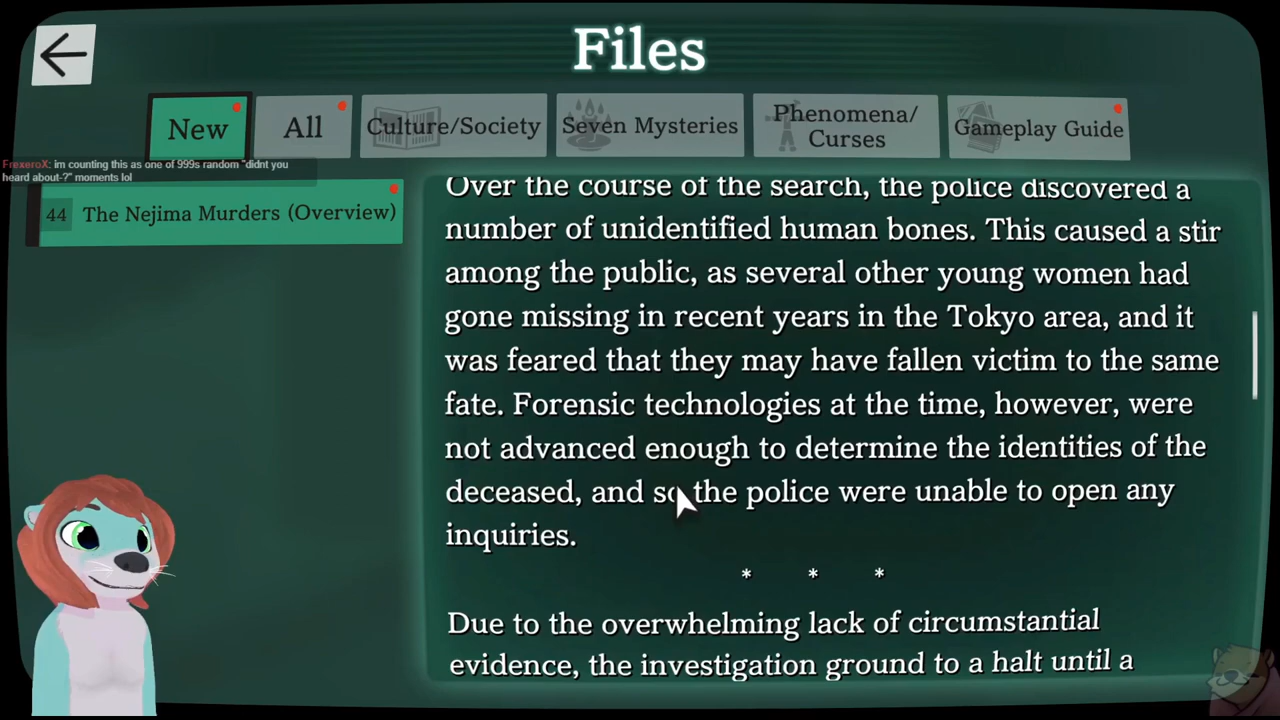 Files
New
All
Culture/Society
Seven Mysteries
Phenomena/
Curses
Gameplay Guide
FrexeroX: im counting this as one of 999s random "didnt you
heard about-?" moments lol
44 The Nejima Murders (Overview)
Over the course of the search, the police discovered a
number of unidentified human bones. This caused a stir
among the public, as several other young women had
gone missing in recent years in the Tokyo area, and it
was feared that they may have fallen victim to the same
fate. Forensic technologies at the time, however, were
not advanced enough to determine the identities of the
deceased, and so the police were unable to open any
inquiries.
* * *
Due to the overwhelming lack of circumstantial
evidence, the investigation ground to a halt until a